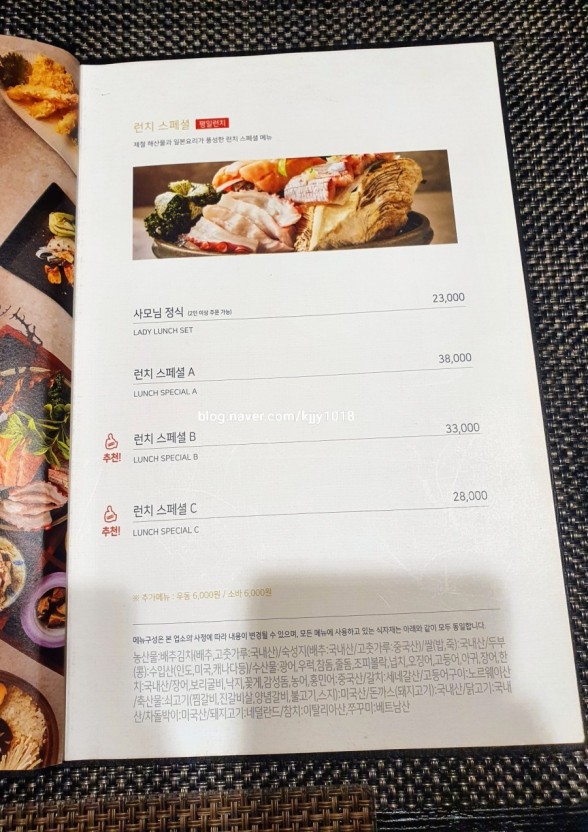 런치 스페셜 평일런치
제철 해산물과 일본요리가 풍성한 런치 스페셜 메뉴
사모님 정식 (2인 이상 주문 가능) 23,000
LADY LUNCH SET
런치 스페셜 A 38,000
LUNCH SPECIAL A
blog.naver.com/kjjy1018
런치 스페셜 B 33,000
추천! LUNCH SPECIAL B
런치 스페셜 C 28,000
추천! LUNCH SPECIAL C
※ 추가메뉴 : 우동 6,000원 / 소바 6,000원
메뉴구성은 본 업소의 사정에 따라 내용이 변경될 수 있으며, 모든 메뉴에 사용하고 있는 식자재는 아래와 같이 모두 동일합니다.
농산물:배추김치(배추,고춧가루:국내산)/숙성지(배추:국내산/고춧가루:중국산)/쌀(밥,죽):국내산/두부
(콩):수입산(인도,미국,캐나다등)/수산물:광어,우럭,참돔,돌돔,조피볼락,넙치,오징어,고등어,아귀,장어,한
치:국내산/장어,보리굴비,낙지,꽃게,감성돔,농어,홍민어:중국산/갈치:세네갈산/고등어구이:노르웨이산
/축산물:쇠고기(찜갈비,진갈비살,양념갈비,불고기,스지):미국산/돈까스(돼지고기):국내산/닭고기:국내
산/차돌박이:미국산/돼지고기:네덜란드/참치:이탈리아산,쭈꾸미:베트남산